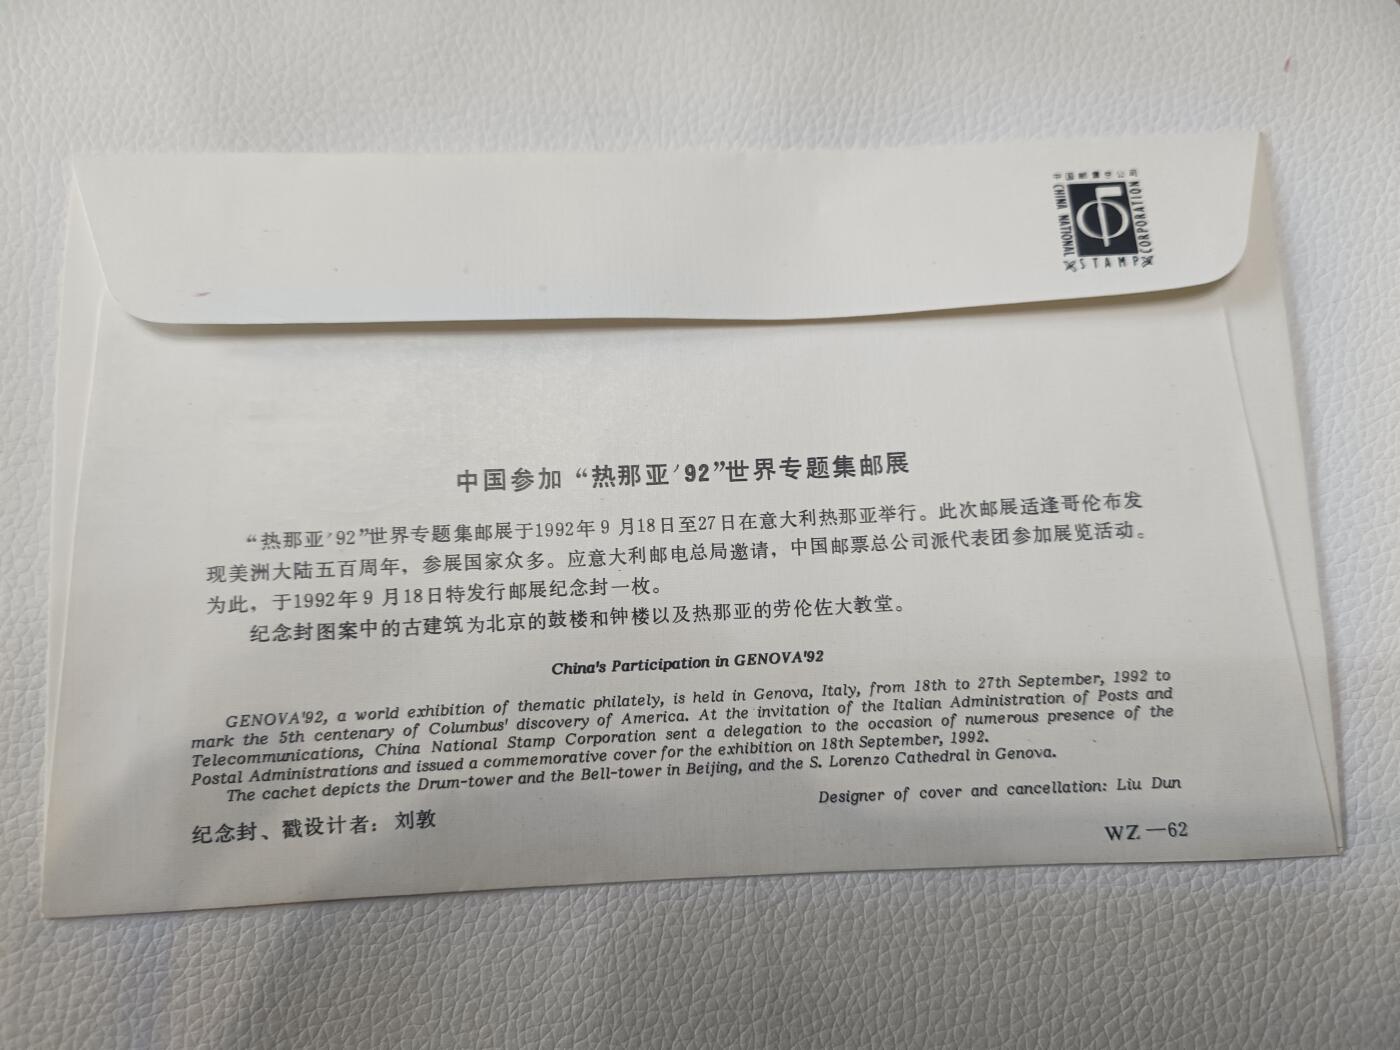 中国邮票总公司
CHINA NATIONAL
STAMP
CORPORATION
中国参加“热那亚’92”世界专题集邮展
“热那亚’92”世界专题集邮展于1992年9月18日至27日在意大利热那亚举行。此次邮展适逢哥伦布发
现美洲大陆五百周年，参展国家众多。应意大利邮电总局邀请，中国邮票总公司派代表团参加展览活动。
为此，于1992年9月18日特发行邮展纪念封一枚。
纪念封图案中的古建筑为北京的鼓楼和钟楼以及热那亚的劳伦佐大教堂。
China's Participation in GENOVA'92
GENOVA'92, a world exhibition of thematic philately, is held in Genova, Italy, from 18th to 27th September, 1992 to
mark the 5th centenary of Columbus' discovery of America. At the invitation of the Italian Administration of Posts and
Telecommunications, China National Stamp Corporation sent a delegation to the occasion of numerous presence of the
Postal Administrations and issued a commemorative cover for the exhibition on 18th September, 1992.
The cachet depicts the Drum-tower and the Bell-tower in Beijing, and the S. Lorenzo Cathedral in Genova.
Designer of cover and cancellation: Liu Dun
纪念封、戳设计者：刘敦
WZ—62